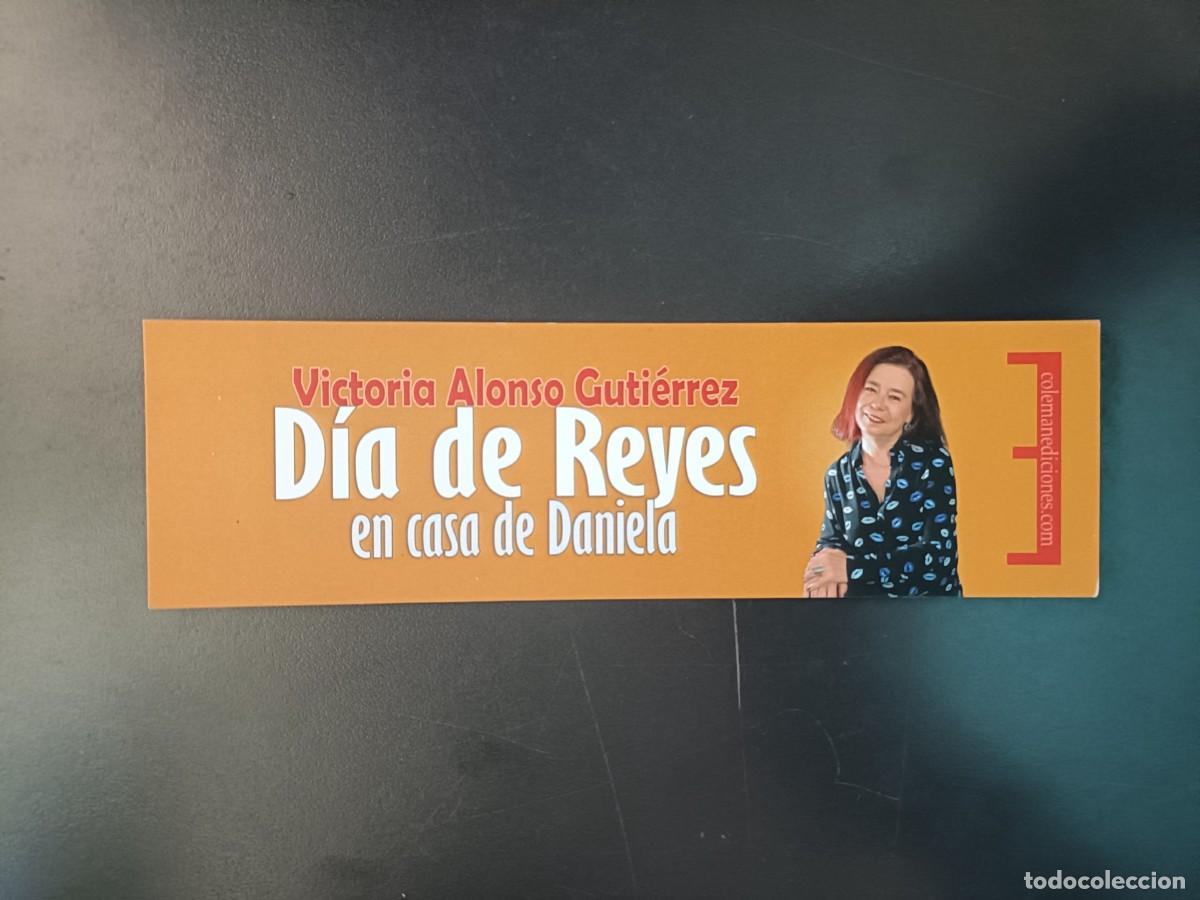 Victoria Alonso Gutiérrez
Día de Reyes
en casa de Daniela
colemanediciones.com
todocoleccion